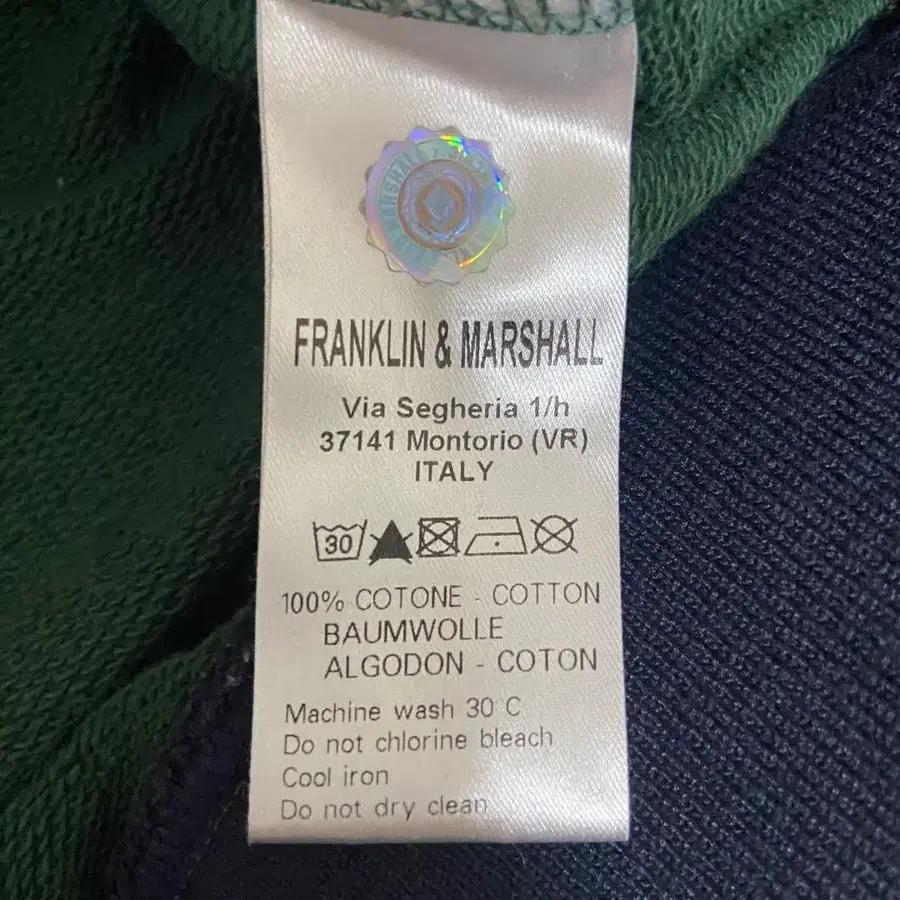 MARSHALL
FRANKLIN & MARSHALL
Via Segheria 1/h
37141 Montorio (VR)
ITALY
30
100% COTONE - COTTON
BAUMWOLLE
ALGODON - COTON
Machine wash 30 C
Do not chlorine bleach
Cool iron
Do not dry clean